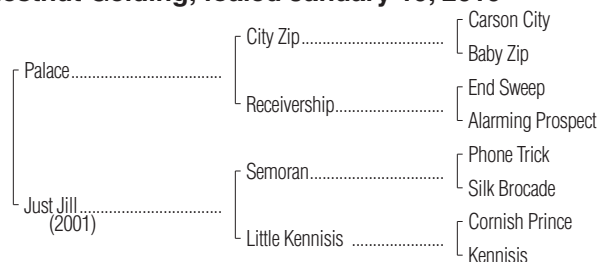 Carson City
City Zip
Baby Zip
Palace
End Sweep
Receivership
Alarming Prospect
Phone Trick
Semoran
Silk Brocade
Just Jill
(2001)
Cornish Prince
Little Kennisis
Kennisis